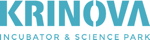 KRINOVA
INCUBATOR & SCIENCE PARK